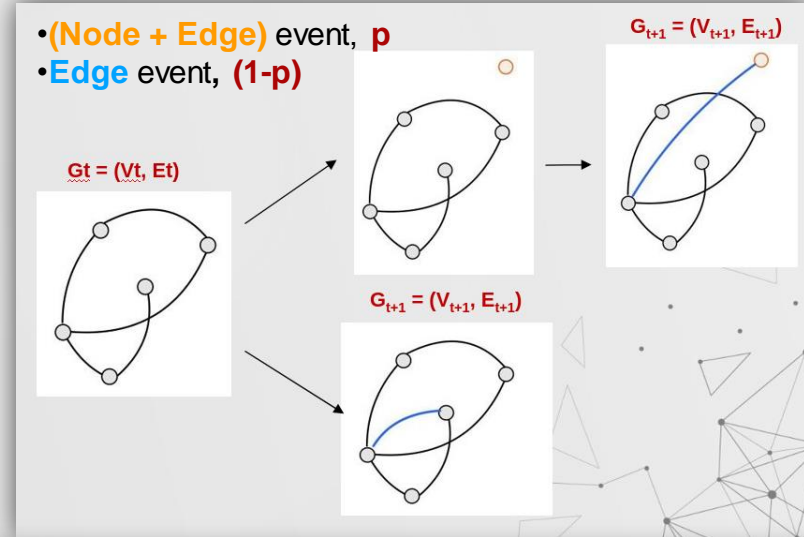 •(Node + Edge) event, p
•Edge event, (1-p)
Gt = (Vt, Et)
Gₜ₊₁ = (Vₜ₊₁, Eₜ₊₁)
Gₜ₊₁ = (Vₜ₊₁, Eₜ₊₁)